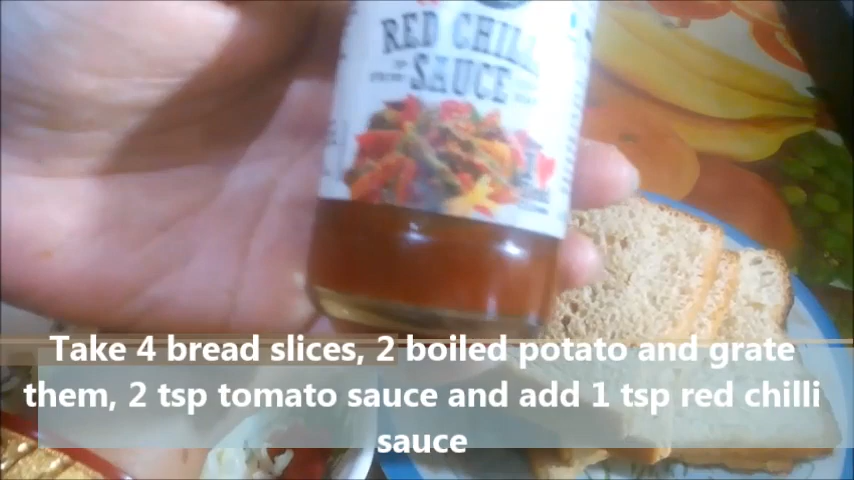 RED CHILLI
SAUCE
Take 4 bread slices, 2 boiled potato and grate
them, 2 tsp tomato sauce and add 1 tsp red chilli
sauce